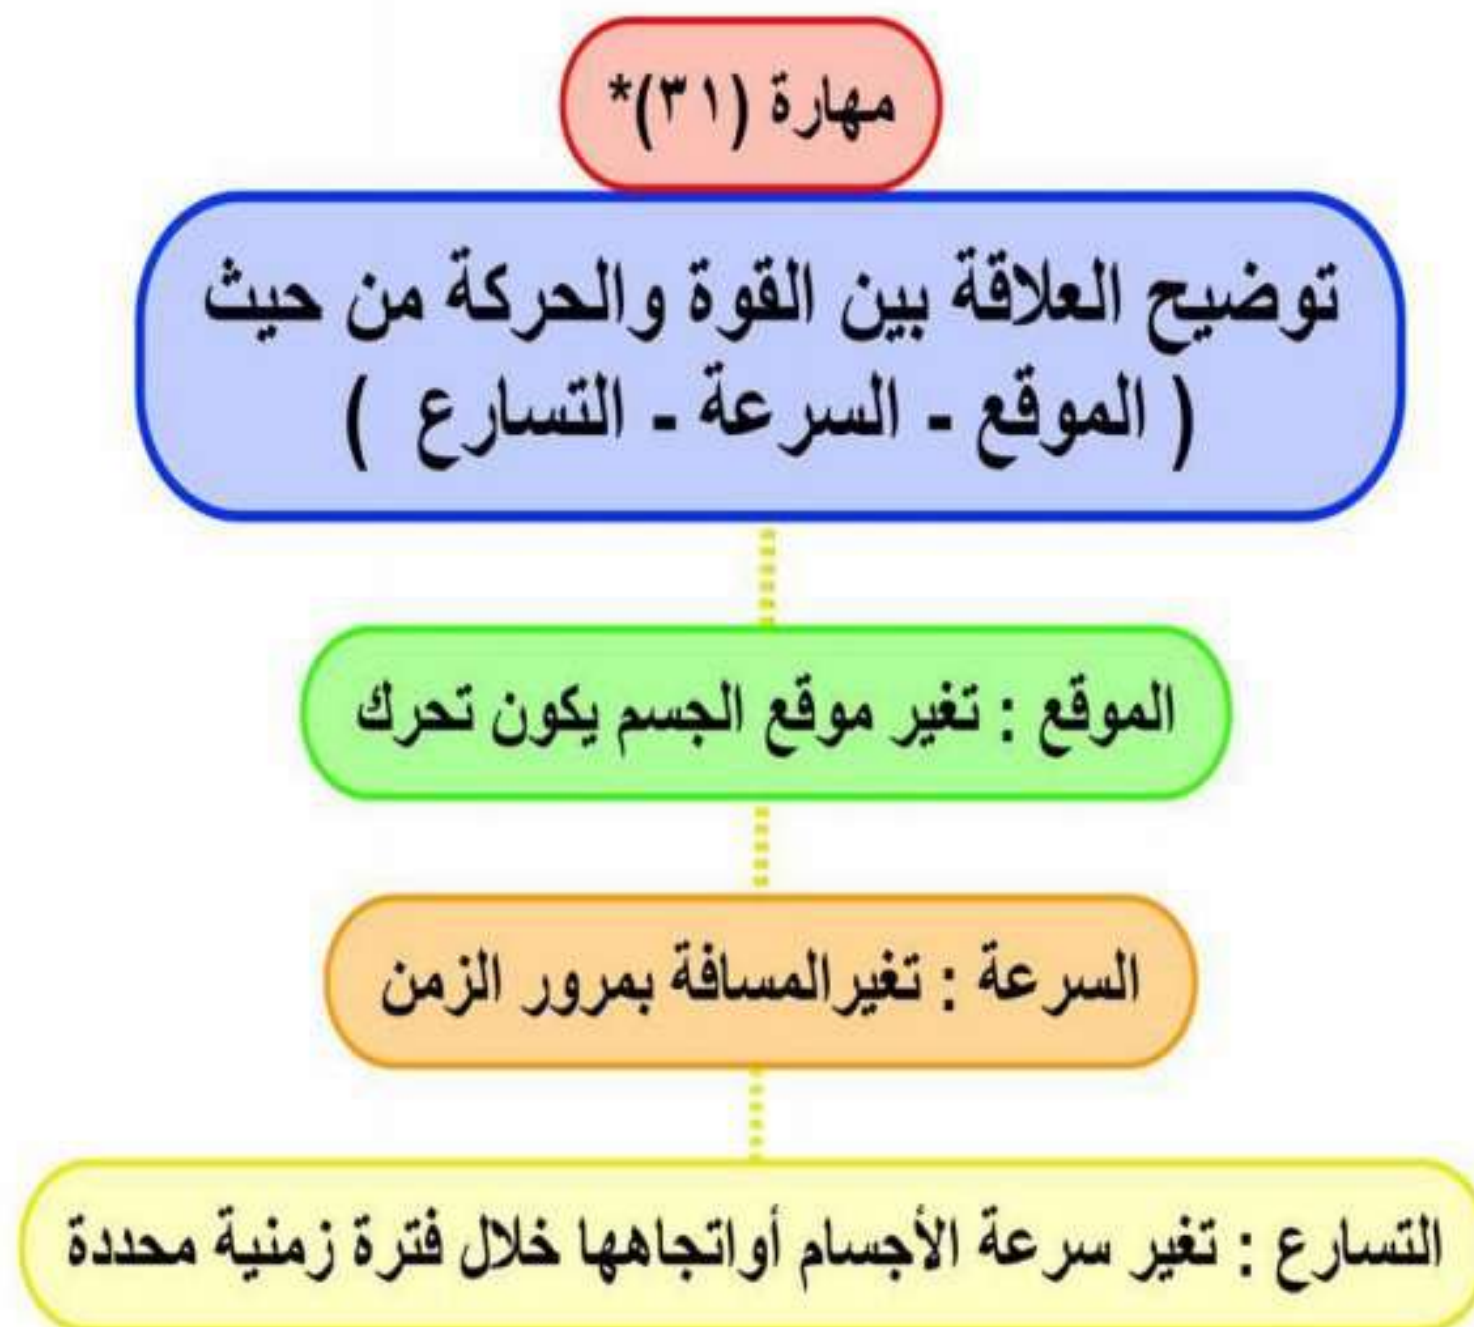 مهارة (٣١)*
توضيح العلاقة بين القوة والحركة من حيث
( الموقع - السرعة - التسارع )
الموقع : تغير موقع الجسم يكون تحرك
السرعة : تغيرالمسافة بمرور الزمن
التسارع : تغير سرعة الأجسام أواتجاهها خلال فترة زمنية محددة